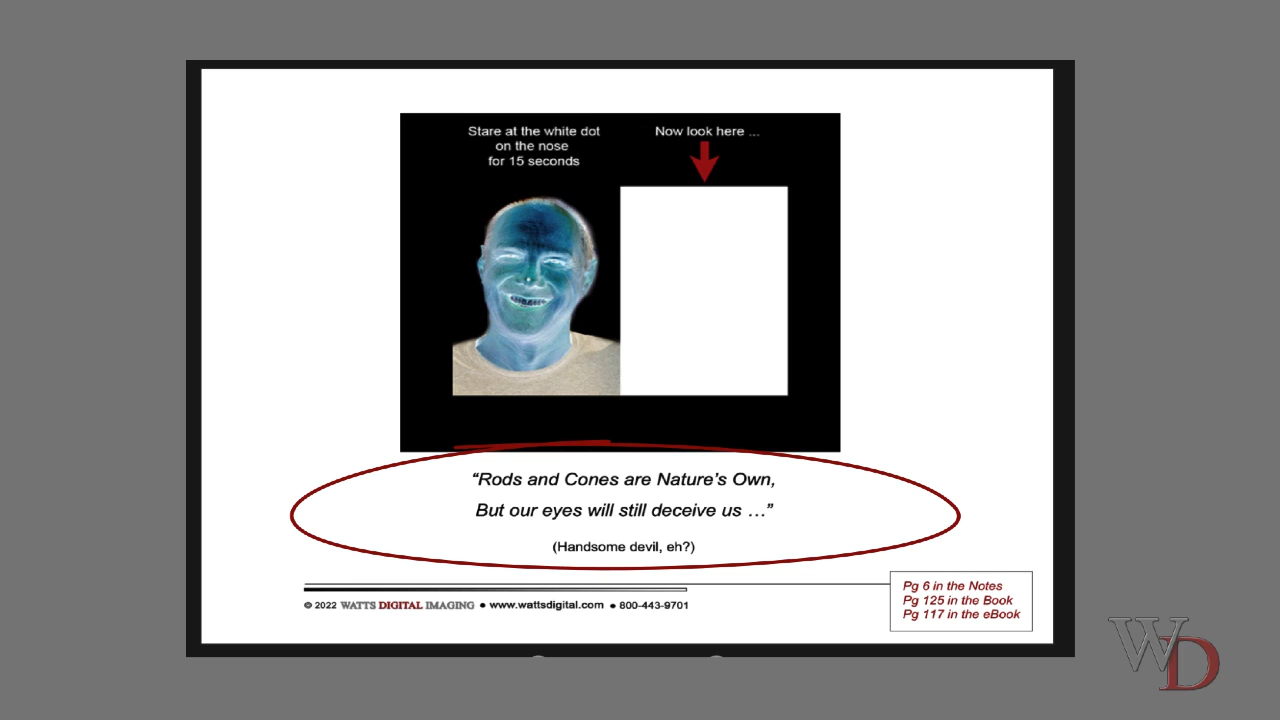 Stare at the white dot
on the nose
for 15 seconds
Now look here ...
“Rods and Cones are Nature’s Own,
But our eyes will still deceive us …”
(Handsome devil, eh?)
© 2022 WATTS DIGITAL IMAGING ● www.wattsdigital.com ● 800-443-9701
Pg 6 in the Notes
Pg 125 in the Book
Pg 117 in the eBook
WD